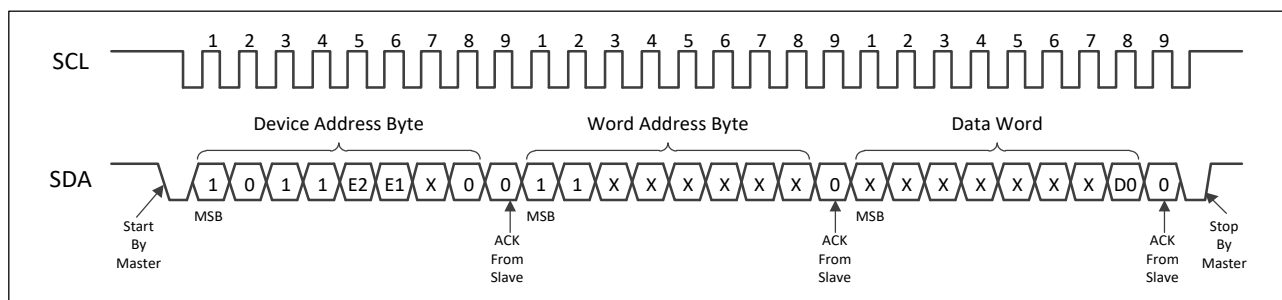 1 2 3 4 5 6 7 8 9 1 2 3 4 5 6 7 8 9 1 2 3 4 5 6 7 8 9
SCL
Device Address Byte Word Address Byte Data Word
SDA 1 0 1 1 E2 E1 X 0 0 1 1 X X X X X X 0 X X X X X X X D0 0
MSB MSB MSB
Start
By
Master
ACK
From
Slave
ACK
From
Slave
ACK
From
Slave
Stop
By
Master